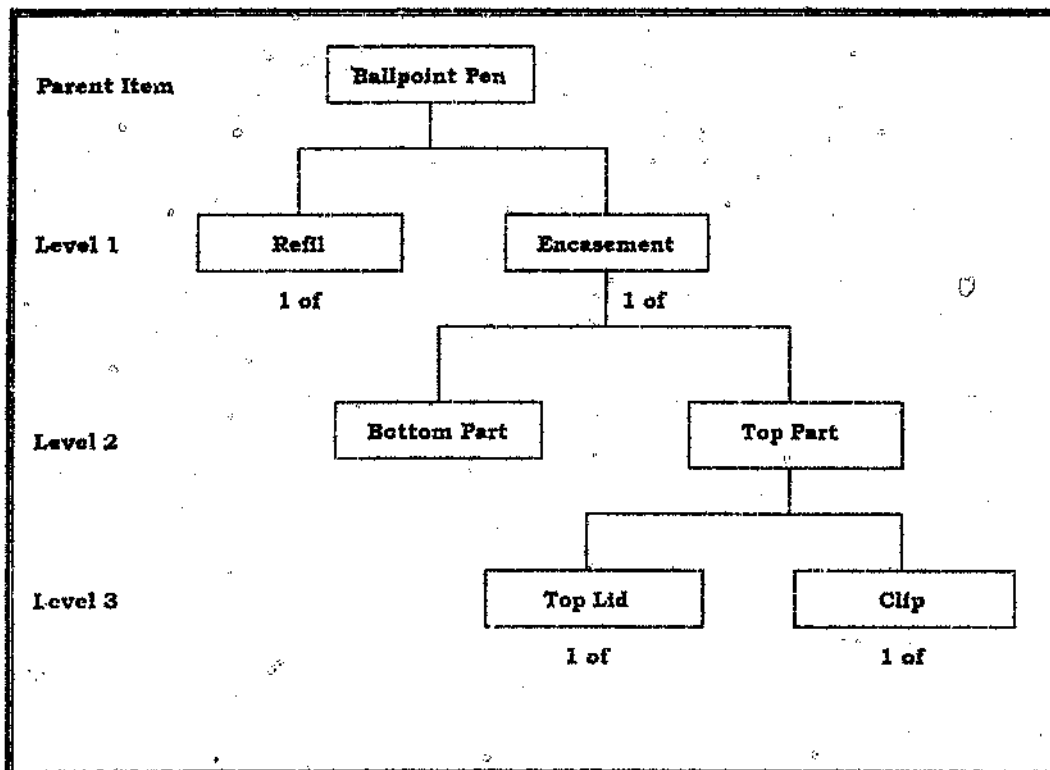 Parent Item
Ballpoint Pen
Level 1
Refil
Encasement
1 of
1 of
Level 2
Bottom Part
Top Part
Level 3
Top Lid
Clip
1 of
1 of